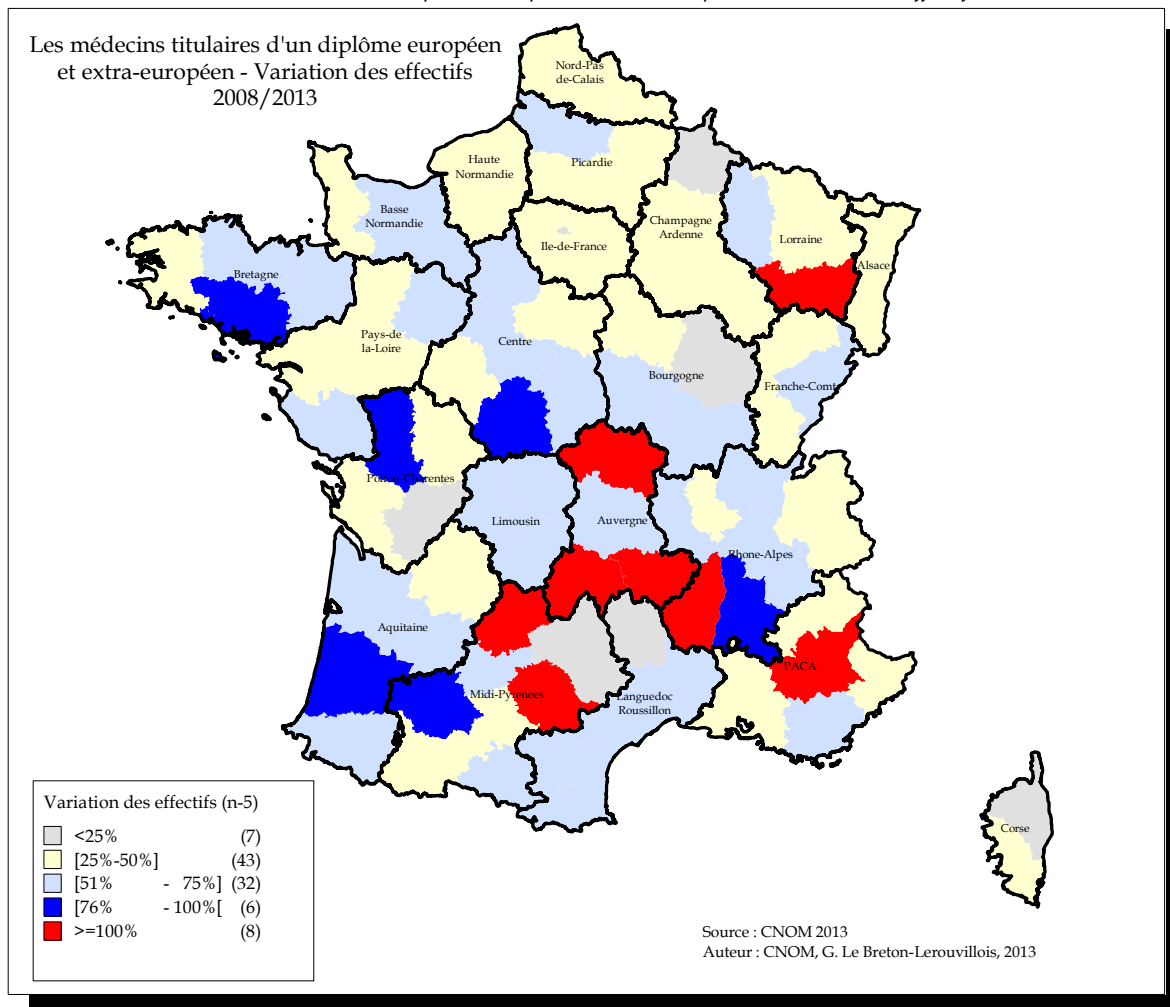 Les médecins titulaires d'un diplôme européen
et extra-européen - Variation des effectifs
2008/2013
Nord-Pas
de-Calais
Picardie
Haute
Normandie
Basse
Normandie
Ile-de-France
Champagne
Ardenne
Lorraine
Alsace
Bretagne
Pays-de
la-Loire
Centre
Bourgogne
Franche-Comt
Poitou-Charentes
Limousin
Auvergne
Rhone-Alpes
Aquitaine
Midi-Pyrenees
Languedoc
Roussillon
PACA
Corse
Variation des effectifs (n-5)
<25% (7)
[25%-50%] (43)
[51% - 75%] (32)
[76% - 100%[ (6)
>=100% (8)
Source : CNOM 2013
Auteur : CNOM, G. Le Breton-Lerouvillois, 2013